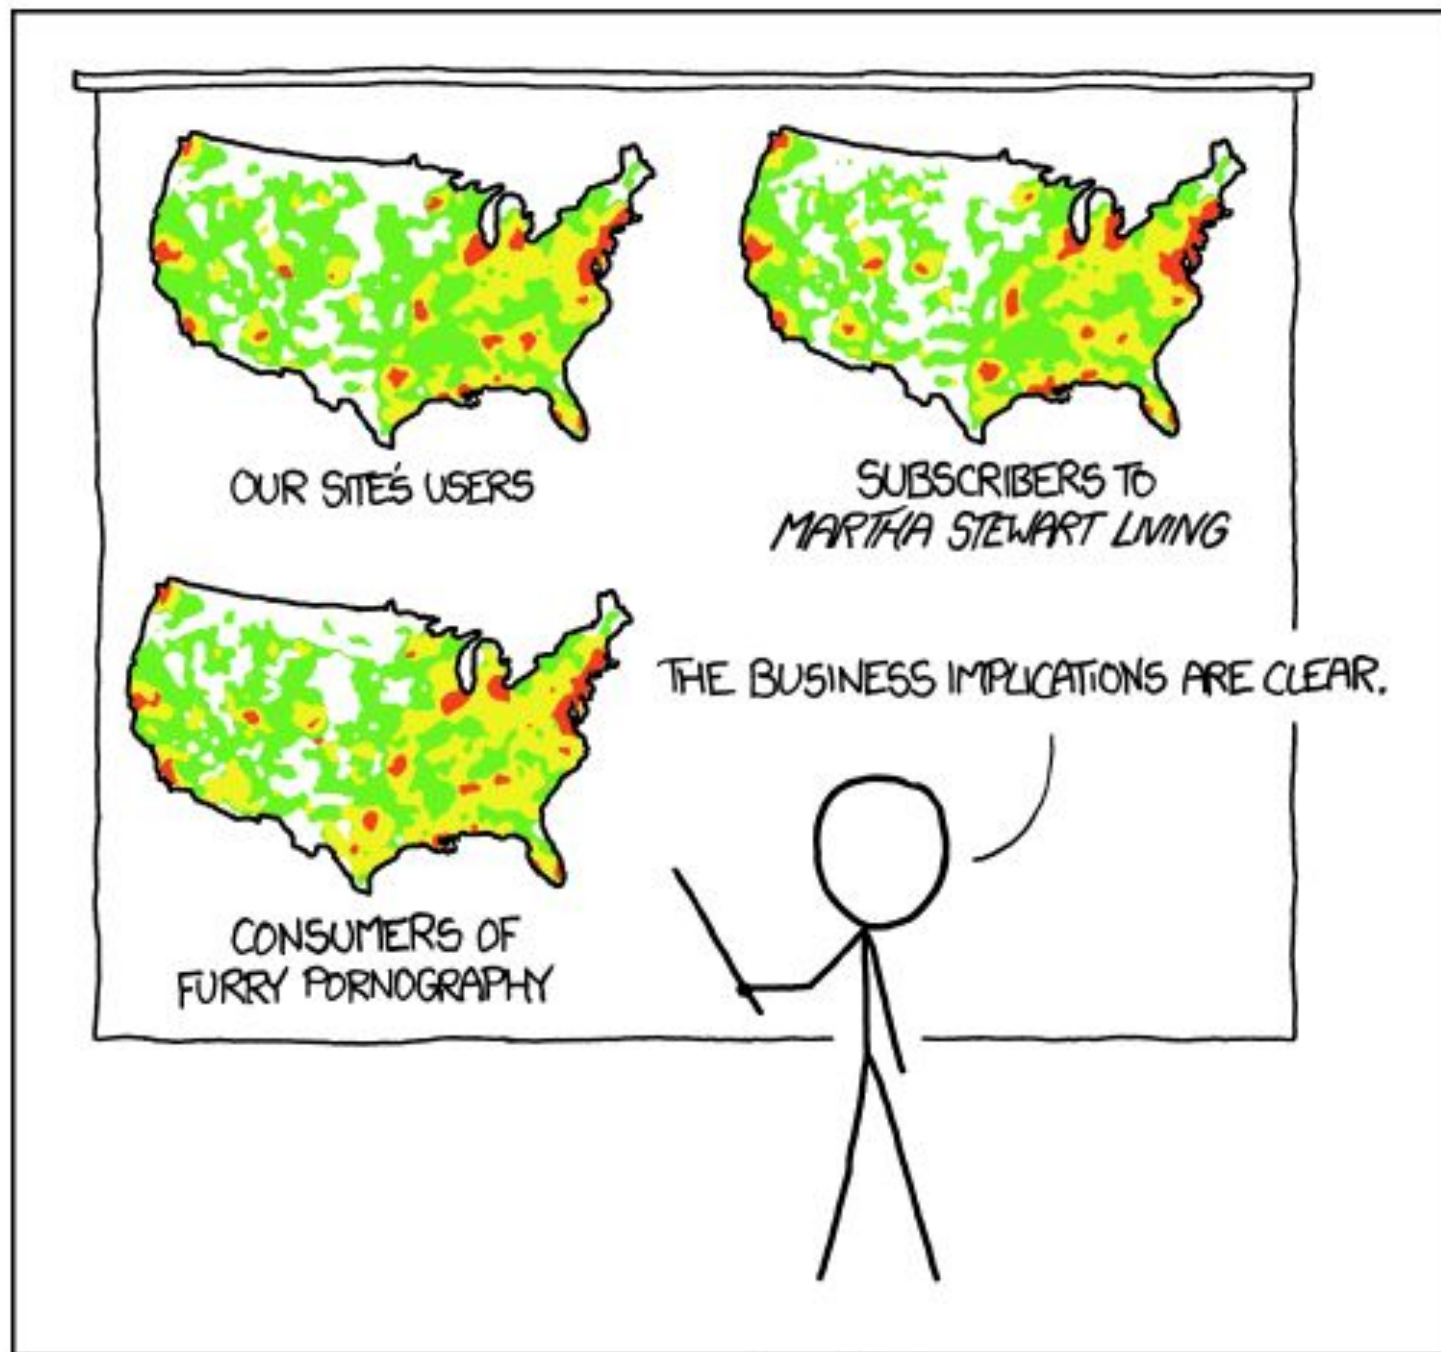 OUR SITE'S USERS
SUBSCRIBERS TO
MARTHA STEWART LIVING
CONSUMERS OF
FURRY PORNOGRAPHY
THE BUSINESS IMPLICATIONS ARE CLEAR.